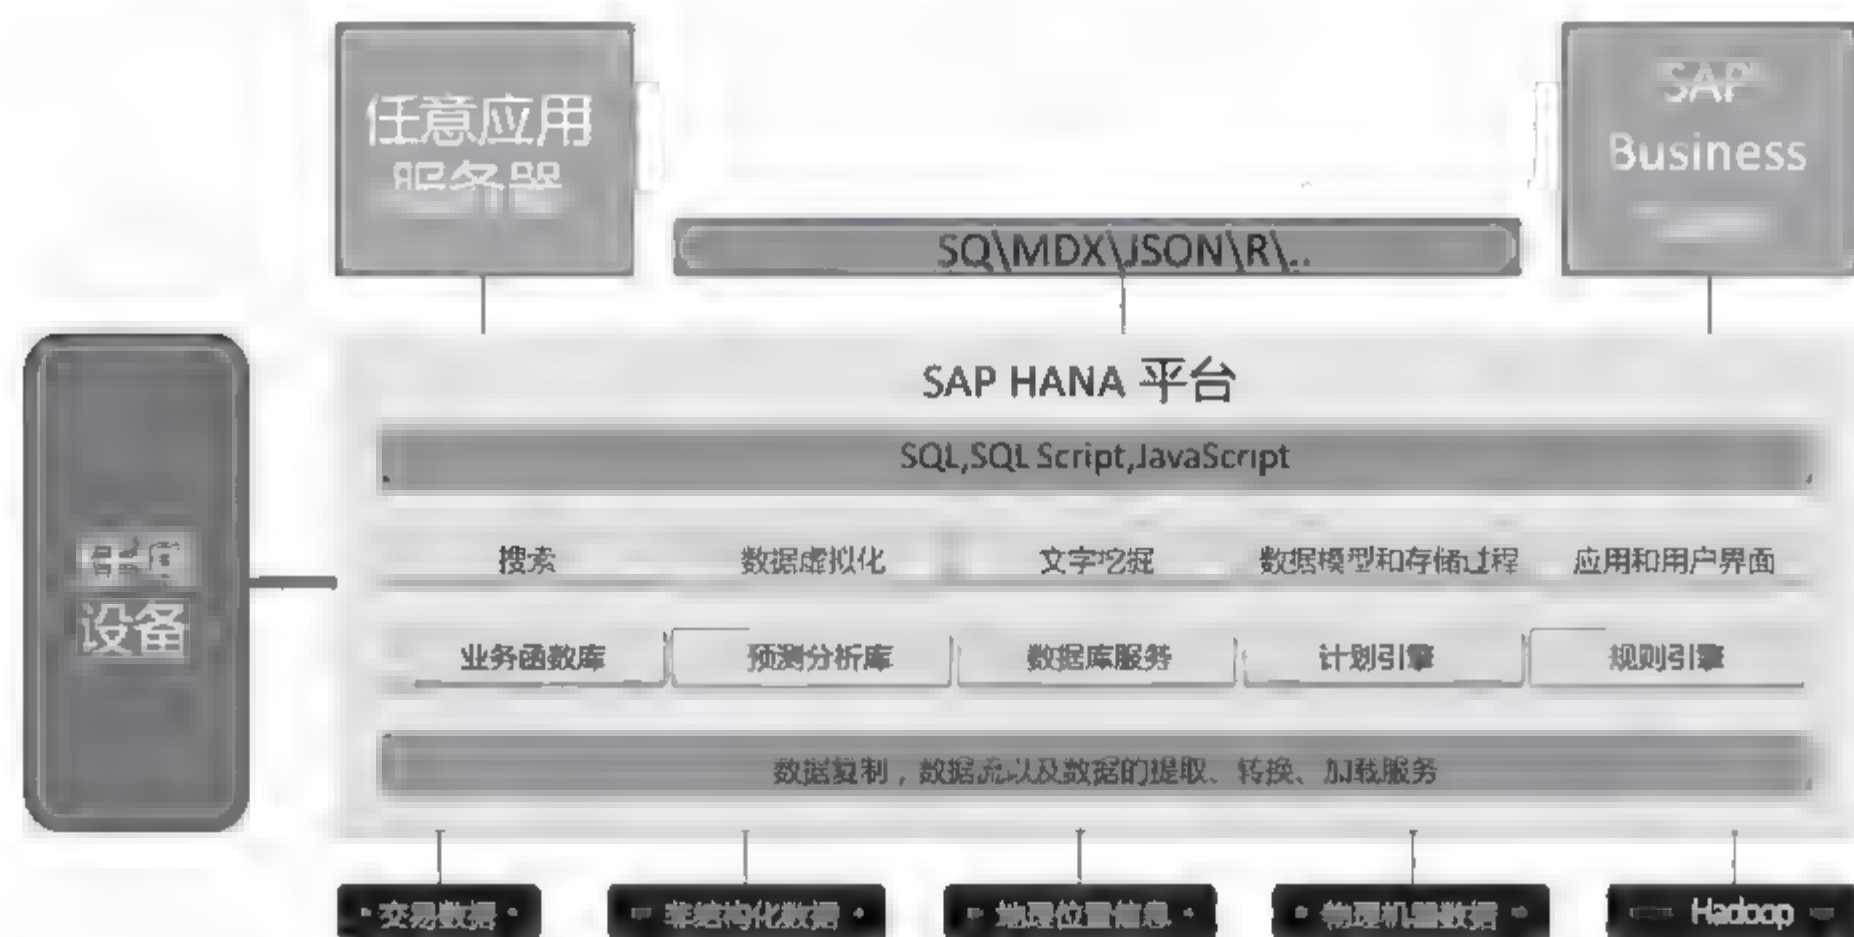 任意应用
服务器
SAP
Business
SQ\MDX\JSON\R\..
SAP HANA 平台
SQL,SQL Script,JavaScript
搜索
数据虚拟化
文字挖掘
数据模型和存储过程
应用和用户界面
设备
业务函数库
预测分析库
数据库服务
计划引擎
规则引擎
数据复制，数据流以及数据的提取、转换、加载服务
交易数据
非结构化数据
地理位置信息
物理机器数据
Hadoop